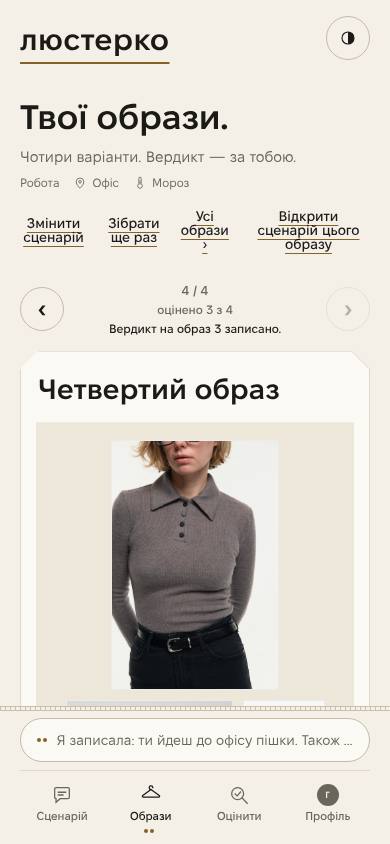 люстерко
Твої образи.
Чотири варіанти. Вердикт — за тобою.
Робота Офіс Мороз
Змінити
сценарій
Зібрати
ще раз
Усі
образи
›
Відкрити
сценарій цього
образу
‹
4 / 4
оцінено 3 з 4
Вердикт на образ 3 записано.
›
Четвертий образ
Я записала: ти йдеш до офісу пішки. Також ...
Сценарій
Образи
Оцінити
г
Профіль